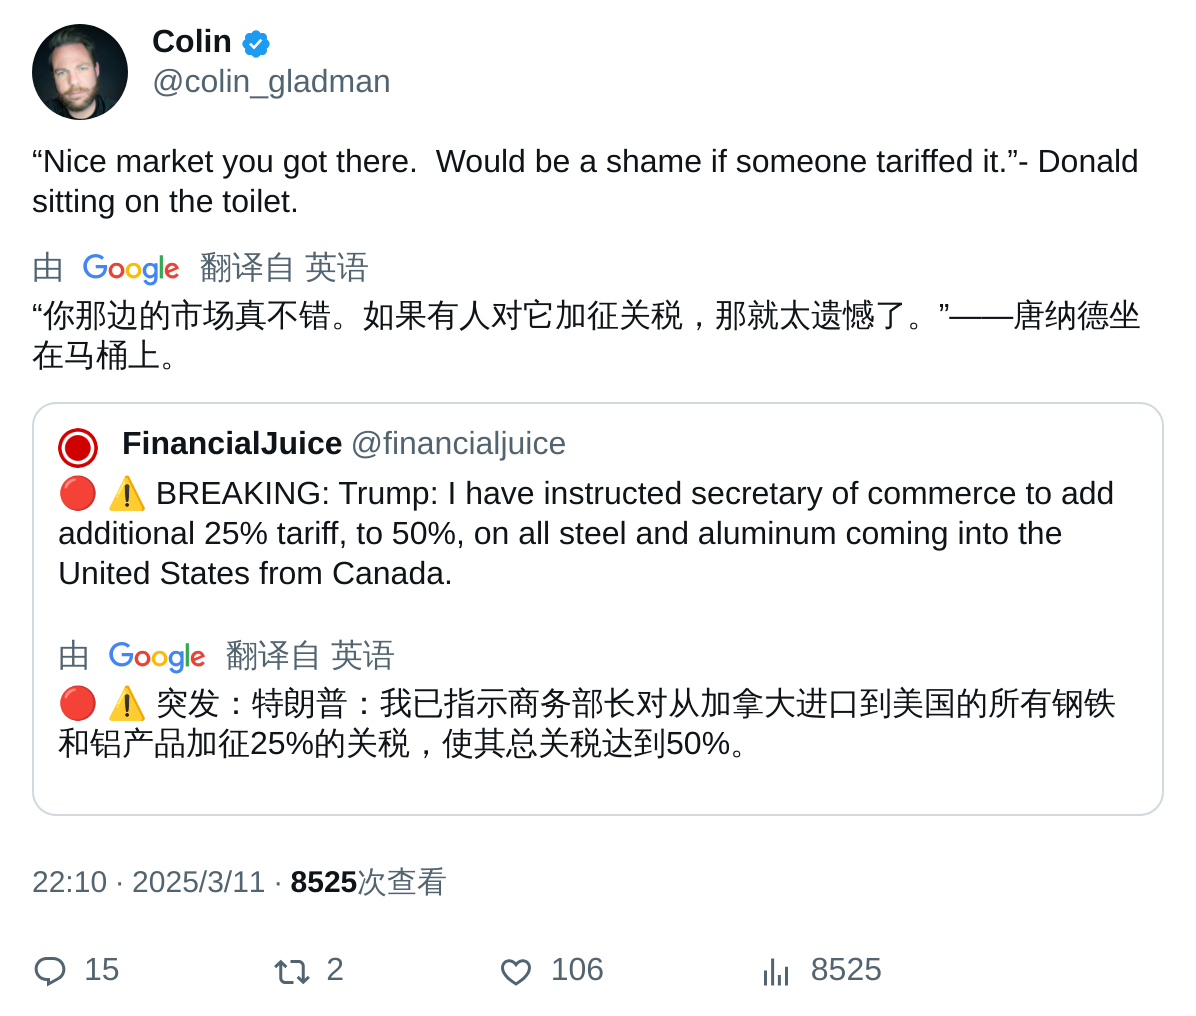 Colin
@colin_gladman
“Nice market you got there.  Would be a shame if someone tariffed it.”- Donald
sitting on the toilet.
由 Google 翻译自 英语
“你那边的市场真不错。如果有人对它加征关税，那就太遗憾了。”——唐纳德坐
在马桶上。
FinancialJuice @financialjuice
🔴 ⚠️ BREAKING: Trump: I have instructed secretary of commerce to add
additional 25% tariff, to 50%, on all steel and aluminum coming into the
United States from Canada.
由 Google 翻译自 英语
🔴 ⚠️ 突发：特朗普：我已指示商务部长对从加拿大进口到美国的所有钢铁
和铝产品加征25%的关税，使其总关税达到50%。
22:10 · 2025/3/11 · 8525次查看
15 2 106 8525